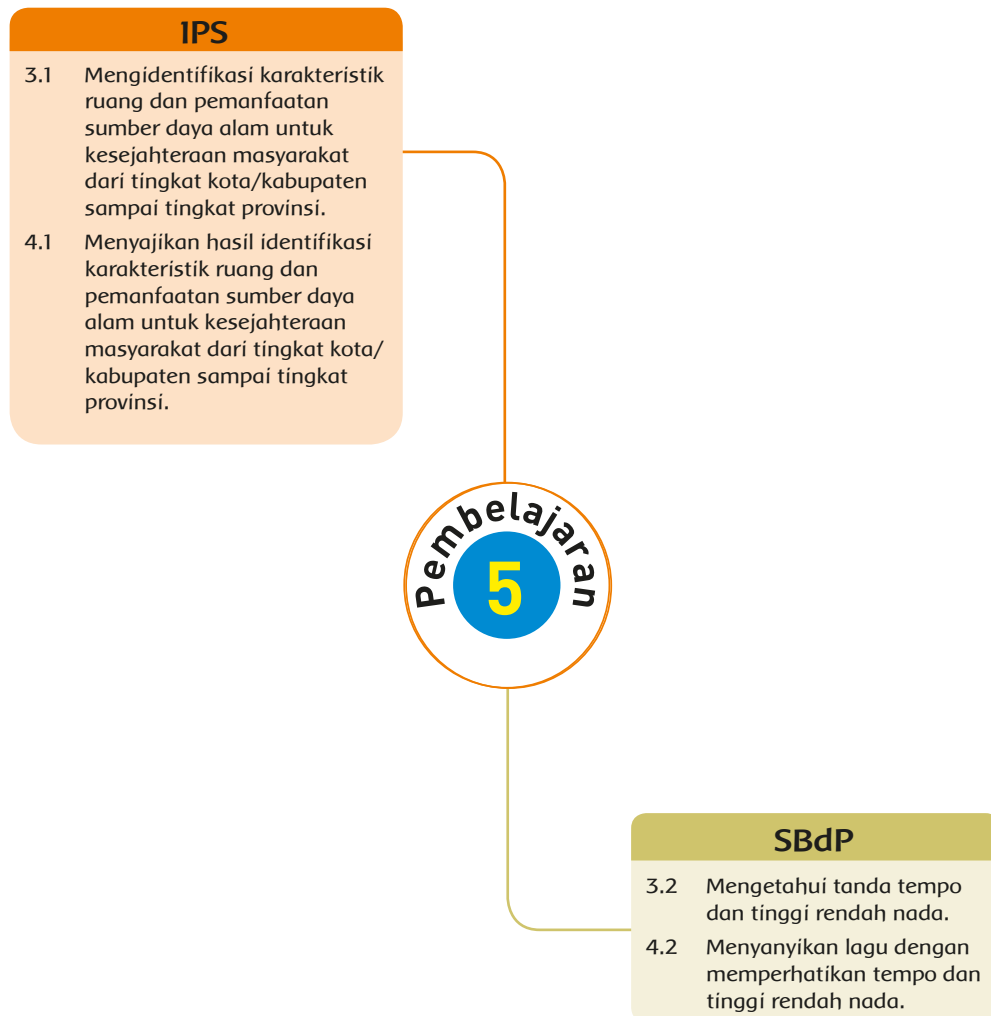 IPS
3.1 Mengidentifikasi karakteristik
ruang dan pemanfaatan
sumber daya alam untuk
kesejahteraan masyarakat
dari tingkat kota/kabupaten
sampai tingkat provinsi.
4.1 Menyajikan hasil identifikasi
karakteristik ruang dan
pemanfaatan sumber daya
alam untuk kesejahteraan
masyarakat dari tingkat kota/
kabupaten sampai tingkat
provinsi.
Pembelajaran
5
SBdP
3.2 Mengetahui tanda tempo
dan tinggi rendah nada.
4.2 Menyanyikan lagu dengan
memperhatikan tempo dan
tinggi rendah nada.